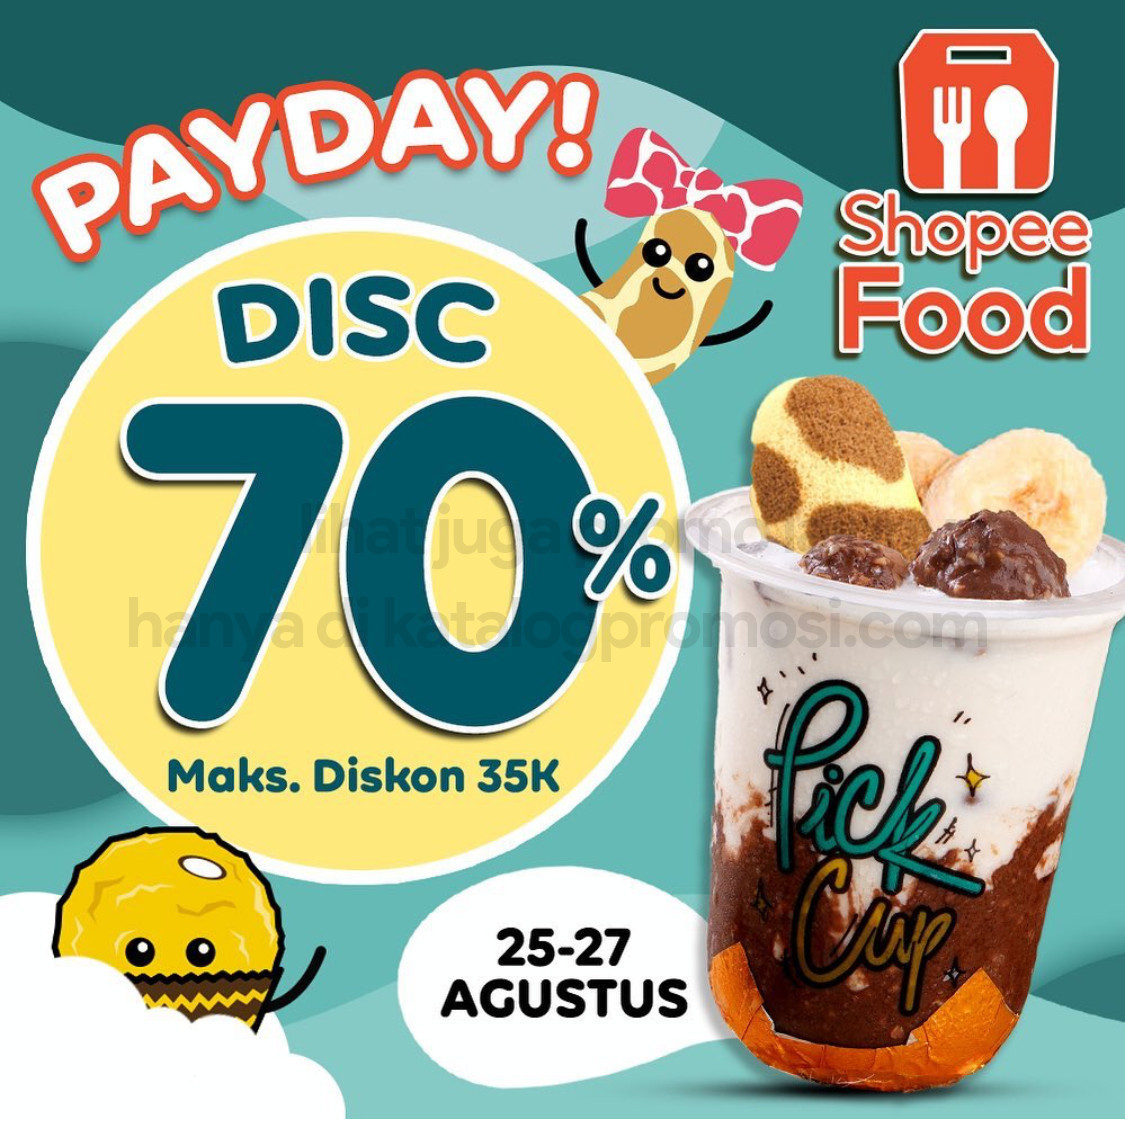 PAYDAY!
Shopee
Food
DISC
70%
Maks. Diskon 35K
lihat juga promo lain
hanya di katalogpromosi.com
Pick
Cup
25-27
AGUSTUS